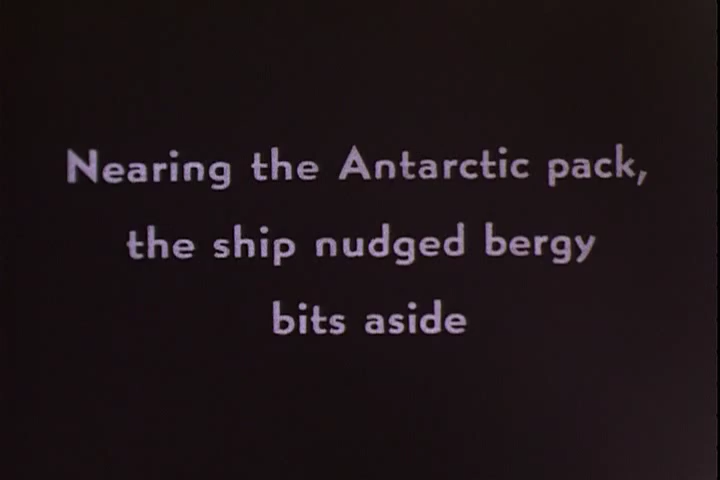 Nearing the Antarctic pack,
the ship nudged bergy
bits aside